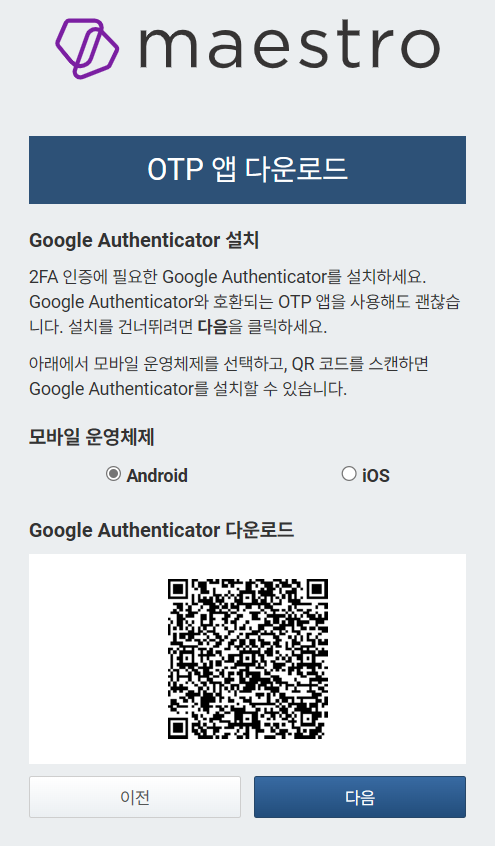 maestro
OTP 앱 다운로드
Google Authenticator 설치
2FA 인증에 필요한 Google Authenticator를 설치하세요.
Google Authenticator와 호환되는 OTP 앱을 사용해도 괜찮습
니다. 설치를 건너뛰려면 다음을 클릭하세요.
아래에서 모바일 운영체제를 선택하고, QR 코드를 스캔하면
Google Authenticator를 설치할 수 있습니다.
모바일 운영체제
Android
iOS
Google Authenticator 다운로드
이전
다음